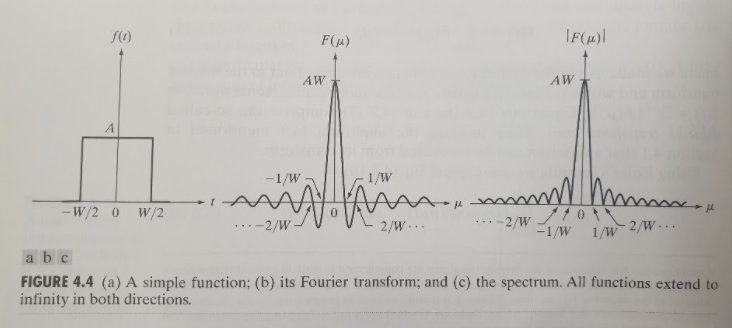 f(t)
A
-W/2 0 W/2
t
F(μ)
AW
-1/W
1/W
μ
0
···-2/W
2/W···
|F(μ)|
AW
μ
0
···-2/W
-1/W
1/W
2/W···
a b c
FIGURE 4.4 (a) A simple function; (b) its Fourier transform; and (c) the spectrum. All functions extend to
infinity in both directions.